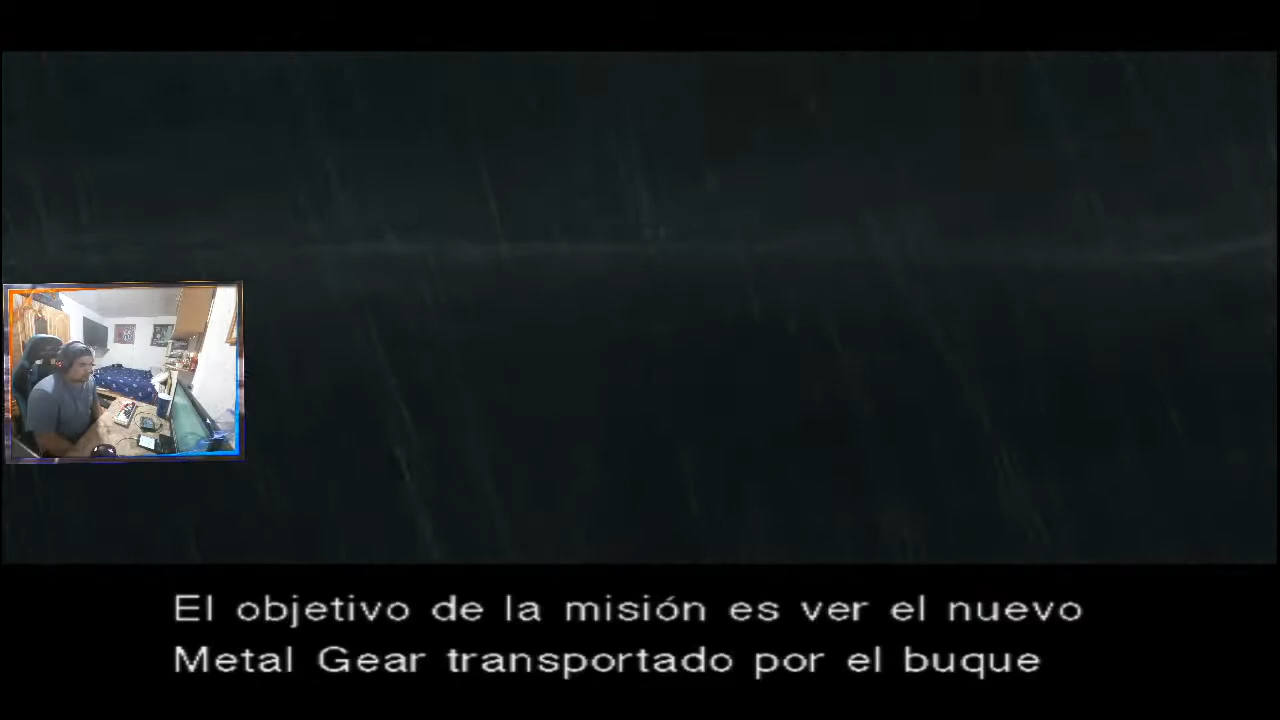 El objetivo de la misión es ver el nuevo
Metal Gear transportado por el buque